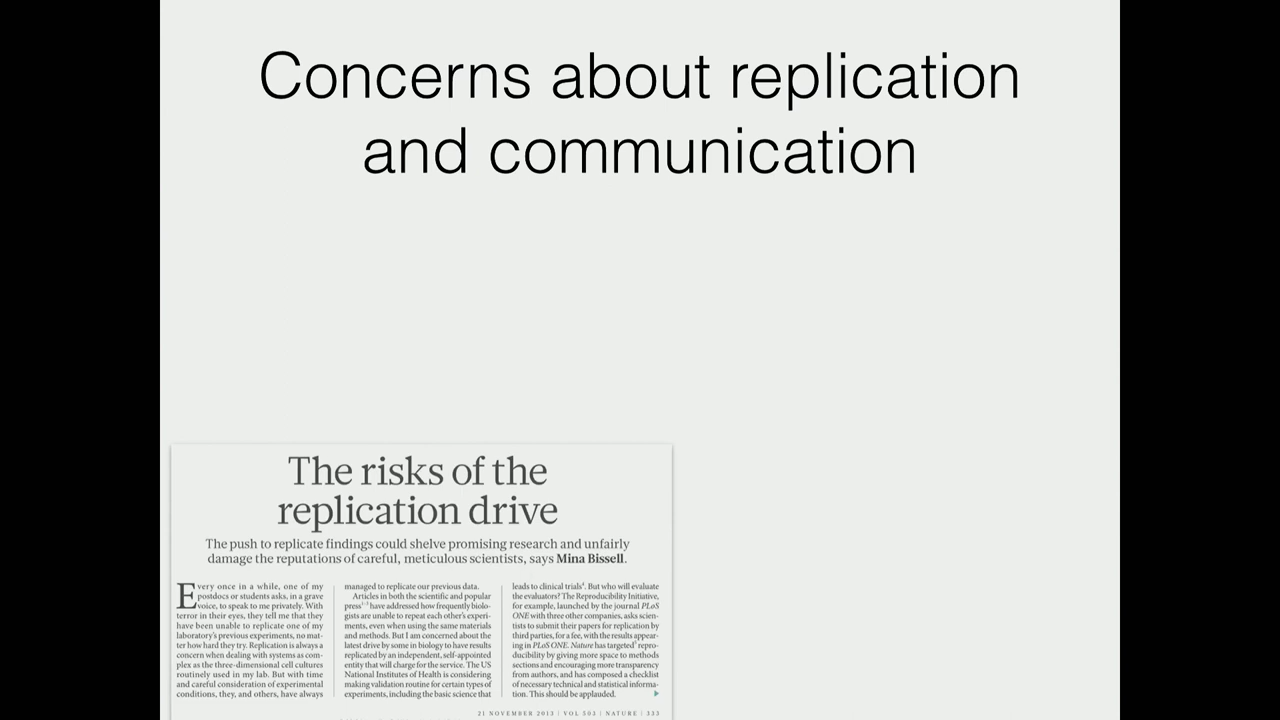 Concerns about replication
and communication
The risks of the
replication drive
The push to replicate findings could shelve promising research and unfairly
damage the reputations of careful, meticulous scientists, says Mina Bissell.
Every once in a while, one of my
postdocs or students asks, in a grave
voice, to speak to me privately. With
terror in their eyes, they tell me that they
have been unable to replicate one of my
laboratory's previous experiments, no mat-
ter how hard they try. Replication is always a
concern when dealing with systems as com-
plex as the three-dimensional cell cultures
routinely used in my lab. But with time
and careful consideration of experimental
conditions, they, and others, have always
managed to replicate our previous data.
Articles in both the scientific and popular
press¹⁻³ have addressed how frequently biolo-
gists are unable to repeat each other's experi-
ments, even when using the same materials
and methods. But I am concerned about the
latest drive by some in biology to have results
replicated by an independent, self-appointed
entity that will charge for the service. The US
National Institutes of Health is considering
making validation routine for certain types of
experiments, including the basic science that
leads to clinical trials⁴. But who will evaluate
the evaluators? The Reproducibility Initiative,
for example, launched by the journal PLoS
ONE with three other companies, asks scien-
tists to submit their papers for replication by
third parties, for a fee, with the results appear-
ing in PLoS ONE. Nature has targeted⁵ repro-
ducibility by giving more space to methods
sections and encouraging more transparency
from authors, and has composed a checklist
of necessary technical and statistical informa-
tion. This should be applauded.
21 NOVEMBER 2013 | VOL 503 | NATURE | 333